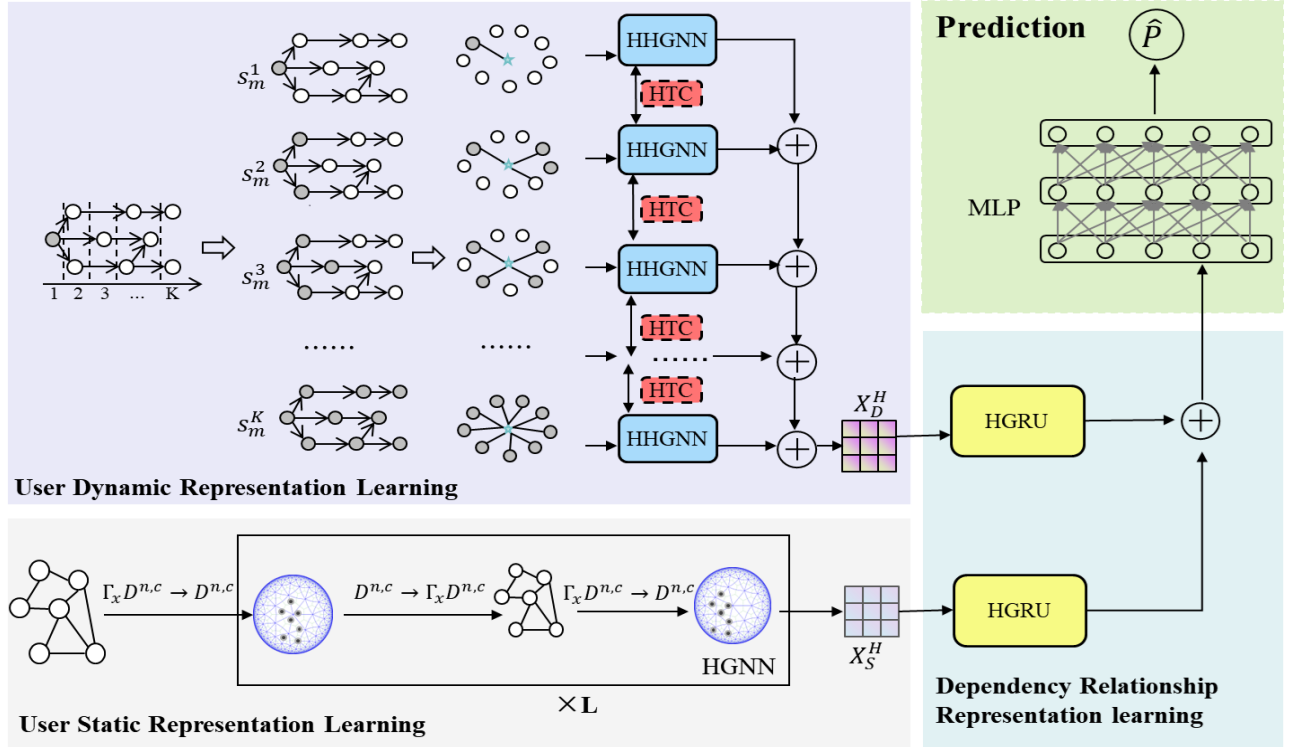 Prediction
P̂
MLP
s_m^1
HHGNN
HTC
s_m^2
HHGNN
HTC
1 2 3 ... K
s_m^3
HHGNN
HTC
......
......
......
HTC
s_m^K
HHGNN
X_D^H
HGRU
User Dynamic Representation Learning
Γ_x D^{n,c} → D^{n,c}
D^{n,c} → Γ_x D^{n,c}
Γ_x D^{n,c} → D^{n,c}
HGNN
X_S^H
HGRU
×L
User Static Representation Learning
Dependency Relationship
Representation learning